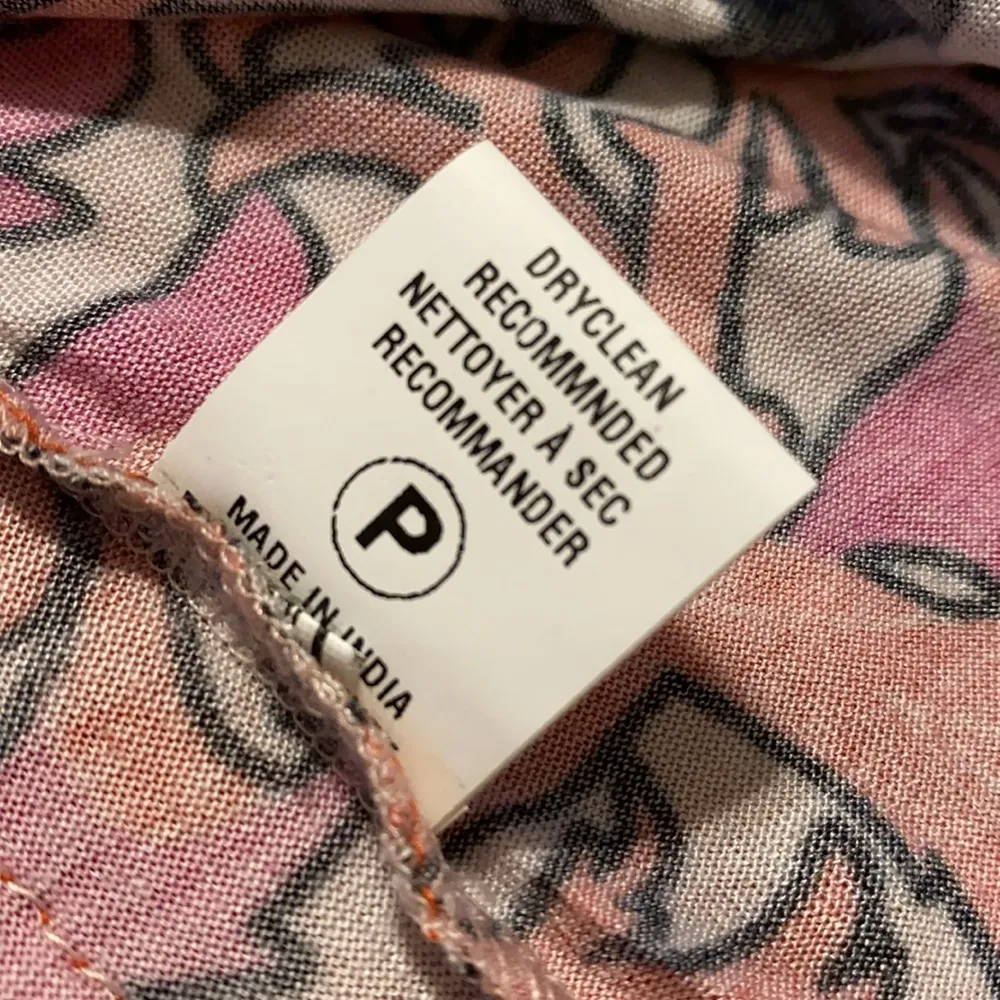 DRYCLEAN
RECOMMNDED
NETTOYER À SEC
RECOMMANDER
P
MADE IN INDIA